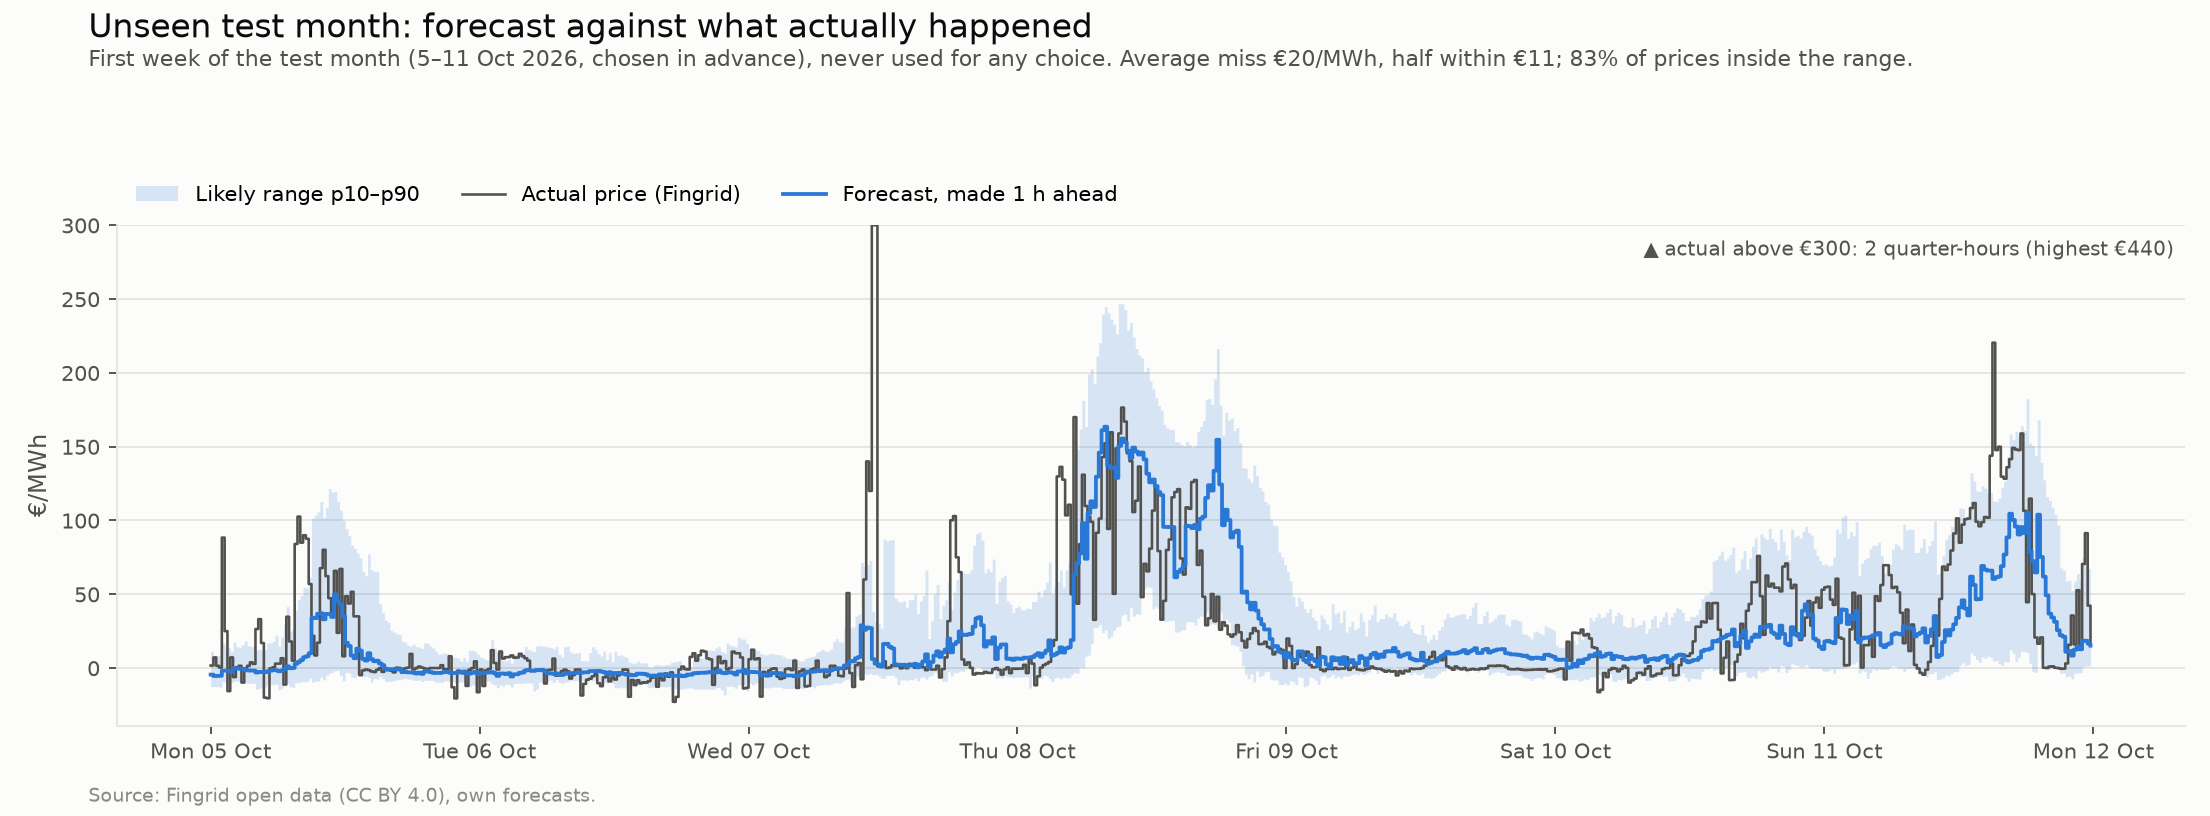 Unseen test month: forecast against what actually happened
First week of the test month (5–11 Oct 2026, chosen in advance), never used for any choice. Average miss €20/MWh, half within €11; 83% of prices inside the range.
Likely range p10–p90 Actual price (Fingrid) Forecast, made 1 h ahead
▲ actual above €300: 2 quarter-hours (highest €440)
€/MWh
300
250
200
150
100
50
0
Mon 05 Oct Tue 06 Oct Wed 07 Oct Thu 08 Oct Fri 09 Oct Sat 10 Oct Sun 11 Oct Mon 12 Oct
Source: Fingrid open data (CC BY 4.0), own forecasts.